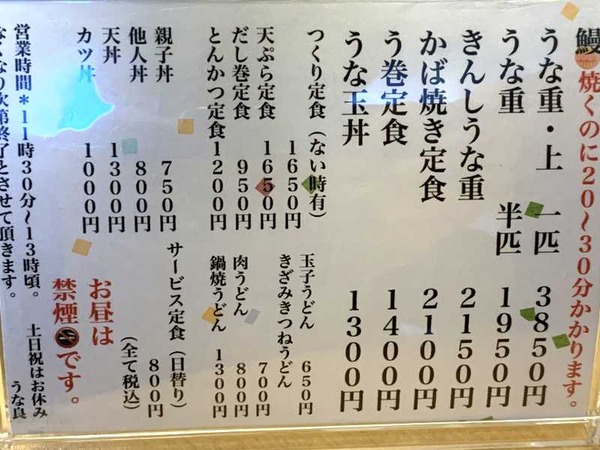 鰻焼くのに20〜30分かかります。
うな重・上 一匹 3850円
うな重 半匹 1950円
きんしうな重 2150円
かば焼き定食 2100円
う巻定食 1400円
うな玉丼 1300円
つくり定食（ない時有） 1650円
天ぷら定食 1650円
だし巻定食 950円
とんかつ定食 1200円
玉子うどん 650円
きざみきつねうどん 700円
肉うどん 800円
鍋焼うどん 1300円
親子丼 750円
他人丼 800円
天丼 1300円
カツ丼 1000円
サービス定食（日替り） 800円
（全て税込）
お昼は
禁煙です。
営業時間*11時30分〜13時頃。
土日祝はお休み
なくなり次第終了とさせて頂きます。
うな良